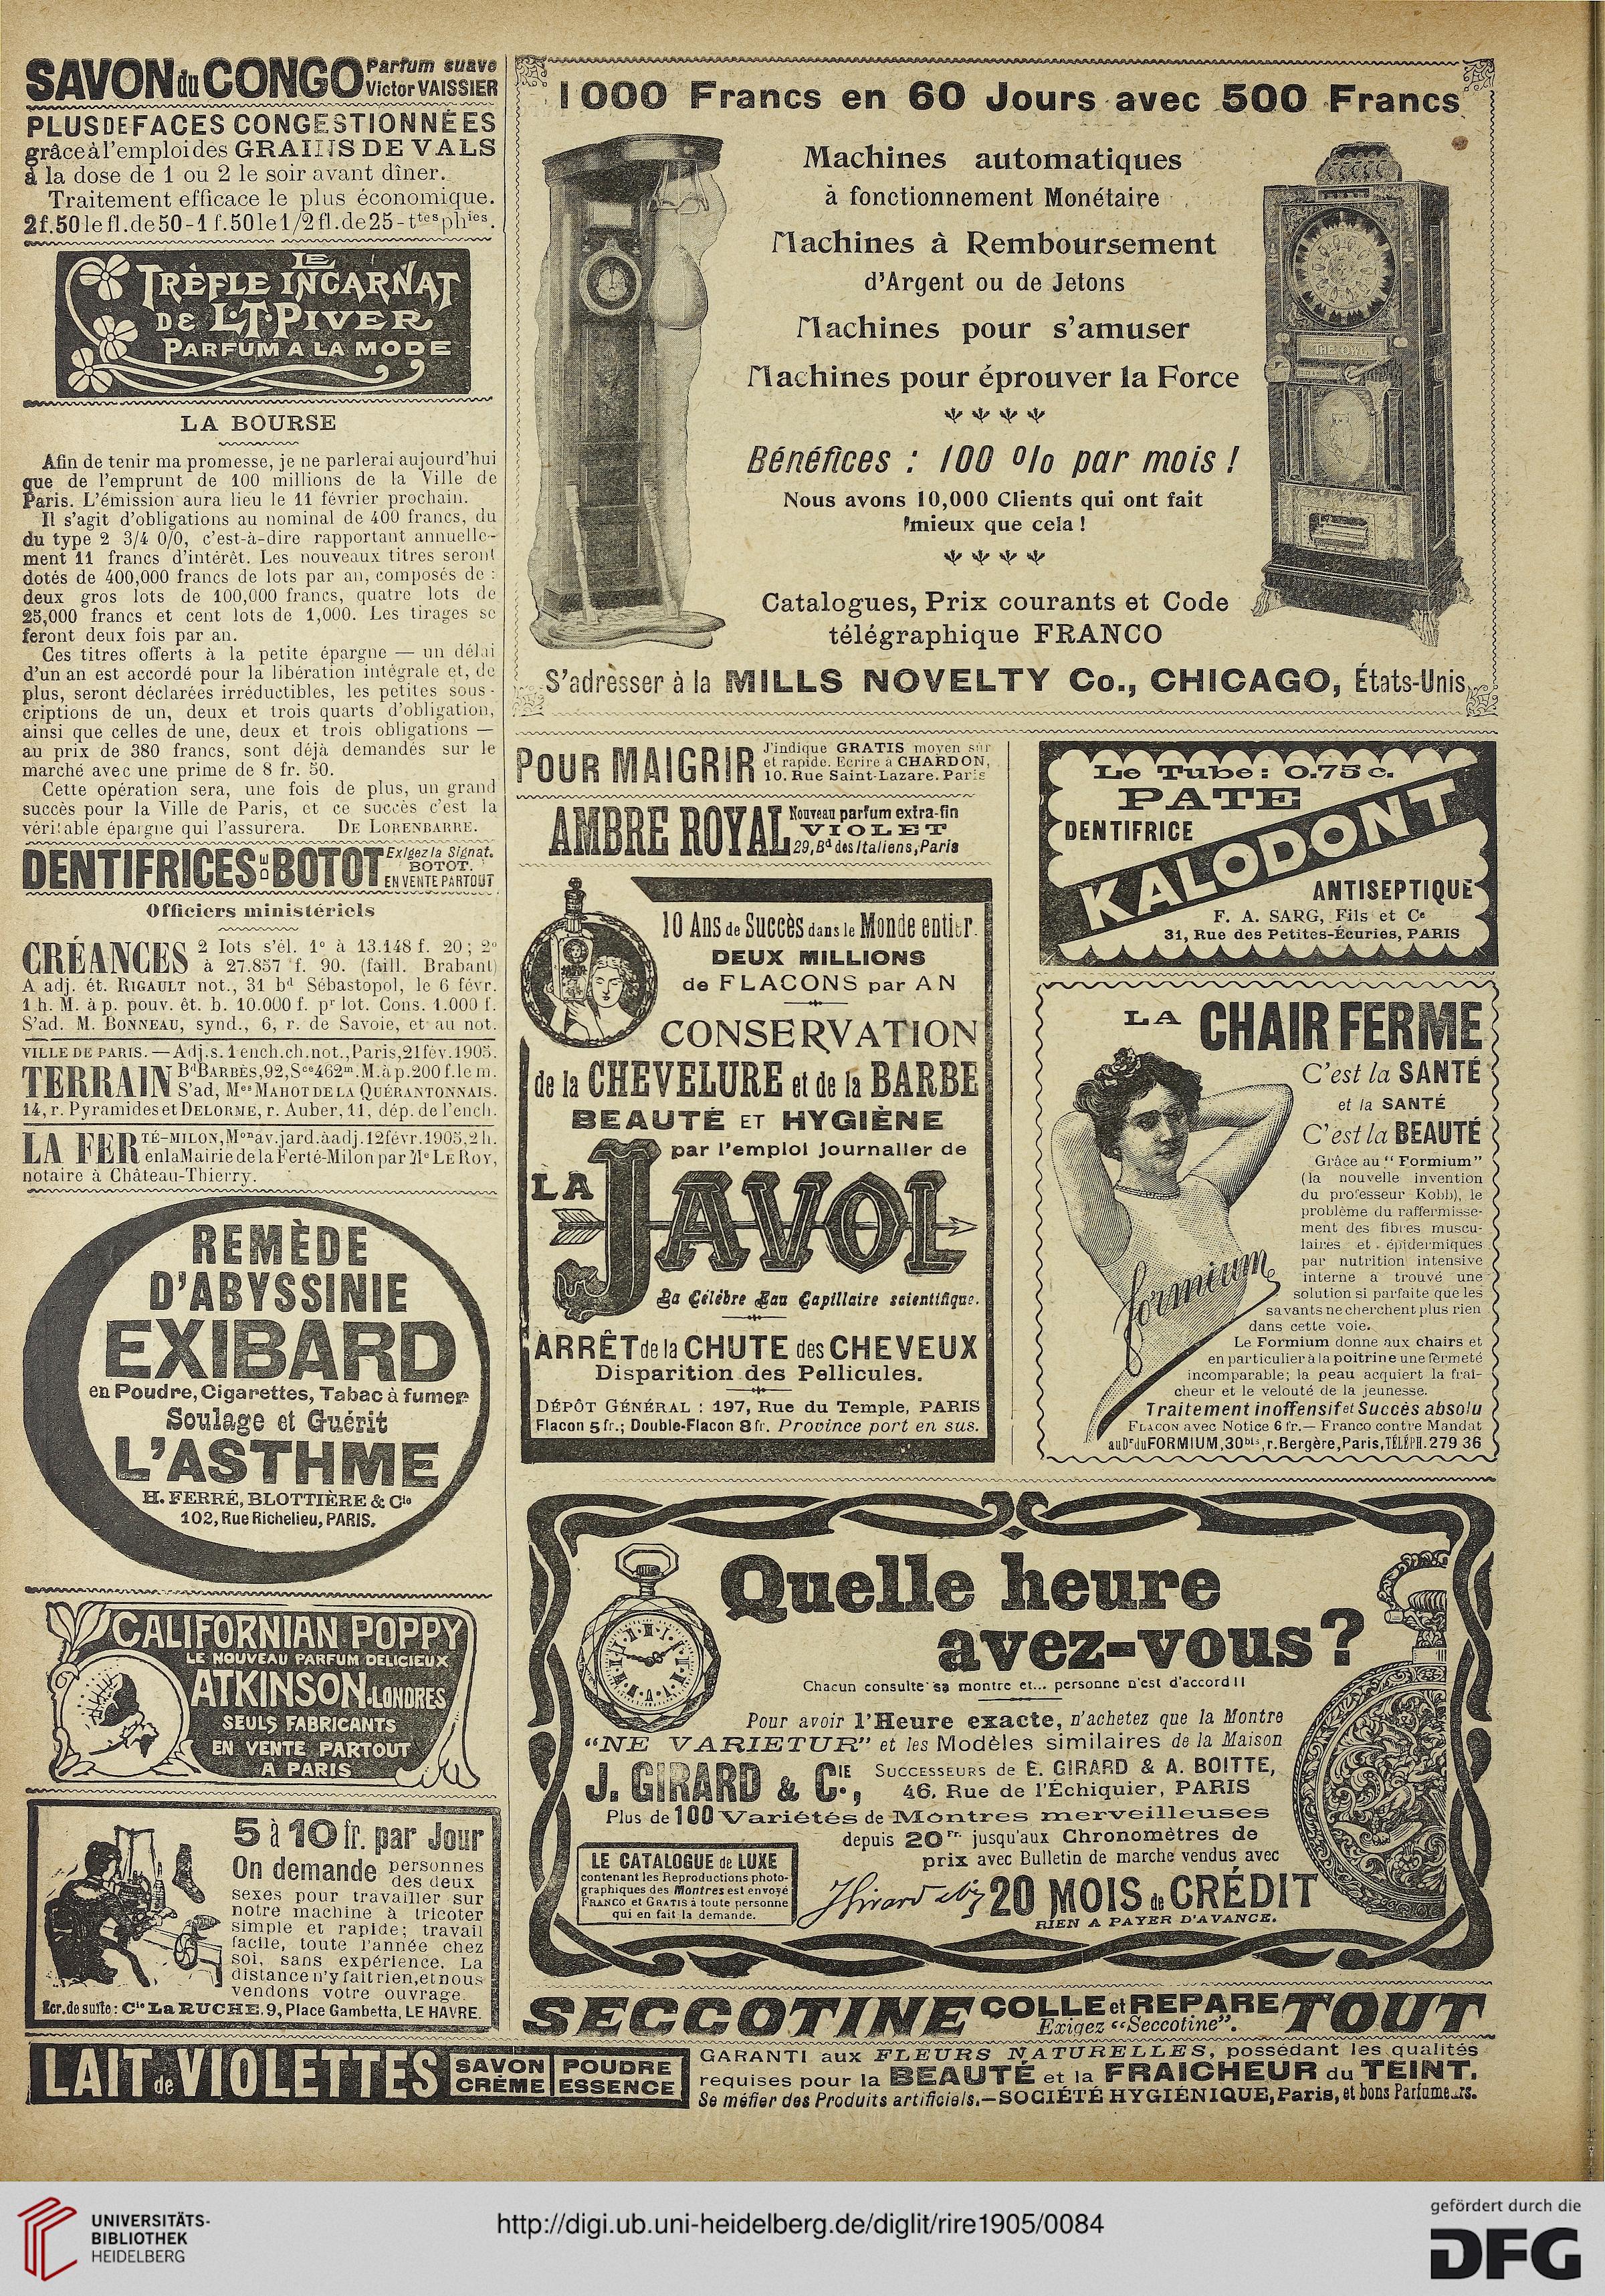 SAVON du CONGO Parfum suave
Victor VAISSIER
PLUS DE FACES CONGESTIONNÉES
grâce à l'emploi des GRAINS DE VALS
à la dose de 1 ou 2 le soir avant dîner.
Traitement efficace le plus économique.
2f.50 le fl. de 50 - 1 f. 50 le 1/2 fl. de 25 - ttes phies.
LE
TRÈFLE INCARNAT
DE L.T. PIVER
PARFUM A LA MODE
LA BOURSE
Afin de tenir ma promesse, je ne parlerai aujourd'hui
que de l'emprunt de 100 millions de la Ville de
Paris. L'émission aura lieu le 11 février prochain.
Il s'agit d'obligations au nominal de 400 francs, du
du type 2 3/4 0/0, c'est-à-dire rapportant annuelle-
ment 11 francs d'intérêt. Les nouveaux titres seront
dotés de 400,000 francs de lots par an, composés de :
deux gros lots de 100,000 francs, quatre lots de
25,000 francs et cent lots de 1,000. Les tirages se
feront deux fois par an.
Ces titres offerts à la petite épargne — un délai
d'un an est accordé pour la libération intégrale et, de
plus, seront déclarées irréductibles, les petites sous-
criptions de un, deux et trois quarts d'obligation,
ainsi que celles de une, deux et trois obligations —
au prix de 380 francs, sont déjà demandés sur le
marché avec une prime de 8 fr. 50.
Cette opération sera, une fois de plus, un grand
succès pour la Ville de Paris, et ce succès c'est la
véritable épargne qui l'assurera. DE LORENBARRE.
DENTIFRICES DE BOTOT Exigez la Signat.
BOTOT.
EN VENTE PARTOUT
Officiers ministériels
CRÉANCES 2 lots s'él. 1° à 13.148 f. 20; 2°
à 27.857 f. 90. (faill. Brabant)
A adj. ét. RIGAULT not., 31 bd Sébastopol, le 6 févr.
1 h. M. à p. pouv. êt. b. 10.000 f. pr lot. Cons. 1.000 f.
S'ad. M. BONNEAU, synd., 6, r. de Savoie, et au not.
VILLE DE PARIS. — Adj. s. 1 ench. ch. not., Paris, 21 fév. 1905.
TERRAIN Bd BARBÈS, 92, Sce 462m. M. à p. 200 f. le m.
S'ad, Mes MAHOT DE LA QUÉRANTONNAIS.
14, r. Pyramides et DELORME, r. Auber, 11, dép. de l'ench.
LA FERTÉ-MILON, Mon av. jard. à adj. 12 févr. 1905, 2 h.
en la Mairie de la Ferté-Milon par Me LE ROY,
notaire à Château-Thierry.
REMÈDE
D'ABYSSINIE
EXIBARD
en Poudre, Cigarettes, Tabac à fumer
Soulage et Guérit
L'ASTHME
H. FERRÉ, BLOTTIÈRE & Cie
102, Rue Richelieu, PARIS.
CALIFORNIAN POPPY
LE NOUVEAU PARFUM DELICIEUX
ATKINSON. LONDRES
SEULS FABRICANTS
EN VENTE PARTOUT
A PARIS
5 à 10 fr. par Jour
On demande personnes
des deux
sexes pour travailler sur
notre machine à tricoter
simple et rapide; travail
facile, toute l'année chez
soi, sans expérience. La
distance n'y fait rien, et nous
vendons votre ouvrage.
Ecr. de suite : Cie La RUCHE. 9, Place Gambetta, LE HAVRE.
1000 Francs en 60 Jours avec 500 Francs
Machines automatiques
à fonctionnement Monétaire
Machines à Remboursement
d'Argent ou de Jetons
Machines pour s'amuser
Machines pour éprouver la Force
Bénéfices : 100 0/0 par mois !
Nous avons 10,000 Clients qui ont fait
mieux que cela !
Catalogues, Prix courants et Code
télégraphique FRANCO
S'adresser à la MILLS NOVELTY Co., CHICAGO, États-Unis
THE OWL
POUR MAIGRIR J'indique GRATIS moyen sûr
et rapide. Ecrire à CHARDON,
10. Rue Saint-Lazare. Paris
AMBRE ROYAL Nouveau parfum extra-fin
VIOLET
29, Bd des Italiens, Paris
10 Ans de Succès dans le Monde entier.
DEUX MILLIONS
de FLACONS par AN
CONSERVATION
de la CHEVELURE et de la BARBE
BEAUTÉ ET HYGIÈNE
par l'emploi journalier de
LA
JAVOL
La Célèbre Eau Capillaire scientifique.
ARRÊT de la CHUTE des CHEVEUX
Disparition des Pellicules.
DÉPÔT GÉNÉRAL : 197, Rue du Temple, PARIS
Flacon 5 fr.; Double-Flacon 8 fr. Province port en sus.
Le Tube: 0.75 c.
PATE
DENTIFRICE
KALODONT
ANTISEPTIQUE
F. A. SARG, Fils et Ce
31, Rue des Petites-Écuries, PARIS
LA CHAIR FERME
C'est la SANTÉ
et la SANTÉ
C'est la BEAUTÉ
Grâce au "Formium"
(la nouvelle invention
du professeur Kobb), le
problème du raffermisse-
ment des fibres muscu-
laires et épidermiques
par nutrition intensive
interne a trouvé une
solution si parfaite que les
savants ne cherchent plus rien
dans cette voie.
Le Formium donne aux chairs et
en particulier à la poitrine une fermeté
incomparable; la peau acquiert la fraî-
cheur et le velouté de la jeunesse.
Traitement inoffensif et Succès absolu
FLACON avec Notice 6 fr.— Franco contre Mandat
au Dr du FORMIUM, 30bis, r. Bergère, Paris, TÉLÉPH. 279 36
formium
Quelle heure
avez-vous?
Chacun consulte sa montre et... personne n'est d'accord !!
Pour avoir l'Heure exacte, n'achetez que la Montre
“NE VARIETUR” et les Modèles similaires de la Maison
J. GIRARD & CIE, SUCCESSEURS de E. GIRARD & A. BOITTE,
46, Rue de l'Échiquier, PARIS
Plus de 100 Variétés de Montres merveilleuses
depuis 20 fr. jusqu'aux Chronomètres de
prix avec Bulletin de marche vendus avec
LE CATALOGUE de LUXE
contenant les Reproductions photo-
graphiques des Montres est envoyé
FRANCO et GRATIS à toute personne
qui en fait la demande.
20 MOIS de CRÉDIT
RIEN A PAYER D'AVANCE.
SECCOTINE COLLE et REPARE TOUT
Exigez “Seccotine”.
LAIT de VIOLETTES SAVON POUDRE
CRÈME ESSENCE
GARANTI aux FLEURS NATURELLES, possédant les qualités
requises pour la BEAUTÉ et la FRAICHEUR du TEINT.
Se méfier des Produits artificiels.—SOCIÉTÉ HYGIÉNIQUE, Paris, et bons Parfumeurs.
UNIVERSITÄTS-
BIBLIOTHEK
HEIDELBERG
http://digi.ub.uni-heidelberg.de/diglit/rire1905/0084
gefördert durch die
DFG